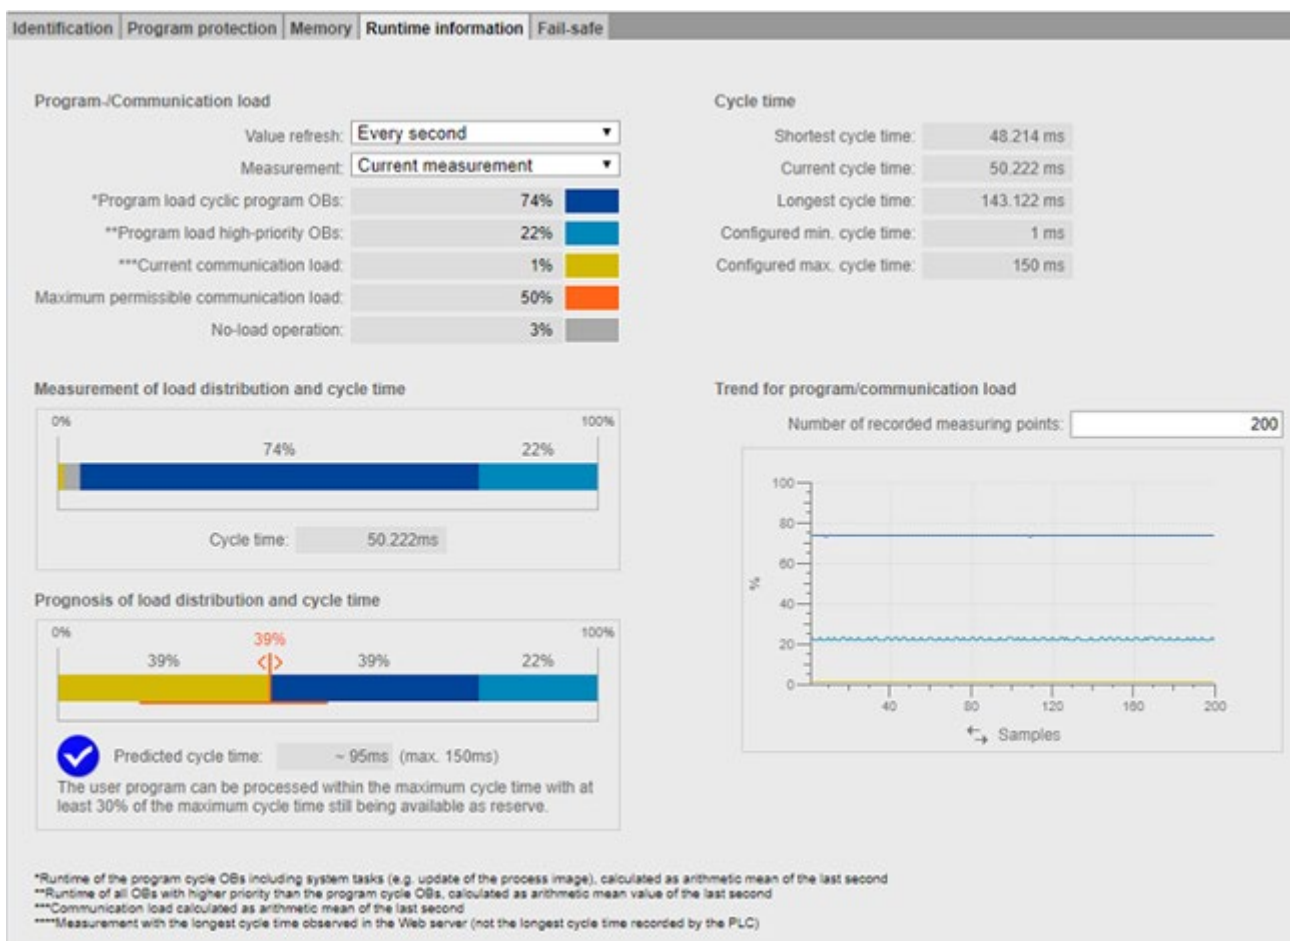 Identification Program protection Memory Runtime information Fail-safe
Program-/Communication load
Value refresh: Every second
Measurement: Current measurement
*Program load cyclic program OBs: 74%
**Program load high-priority OBs: 22%
***Current communication load: 1%
Maximum permissible communication load: 50%
No-load operation: 3%
Cycle time
Shortest cycle time: 48.214 ms
Current cycle time: 50.222 ms
Longest cycle time: 143.122 ms
Configured min. cycle time: 1 ms
Configured max. cycle time: 150 ms
Measurement of load distribution and cycle time
0% 100%
74% 22%
Cycle time: 50.222ms
Prognosis of load distribution and cycle time
0% 100%
39%
39% 39% 22%
Predicted cycle time: ~ 95ms (max. 150ms)
The user program can be processed within the maximum cycle time with at
least 30% of the maximum cycle time still being available as reserve.
Trend for program/communication load
Number of recorded measuring points: 200
100
80
60
40
20
0
%
40 80 120 160 200
Samples
*Runtime of the program cycle OBs including system tasks (e.g. update of the process image), calculated as arithmetic mean of the last second
**Runtime of all OBs with higher priority than the program cycle OBs, calculated as arithmetic mean value of the last second
***Communication load calculated as arithmetic mean of the last second
****Measurement with the longest cycle time observed in the Web server (not the longest cycle time recorded by the PLC)